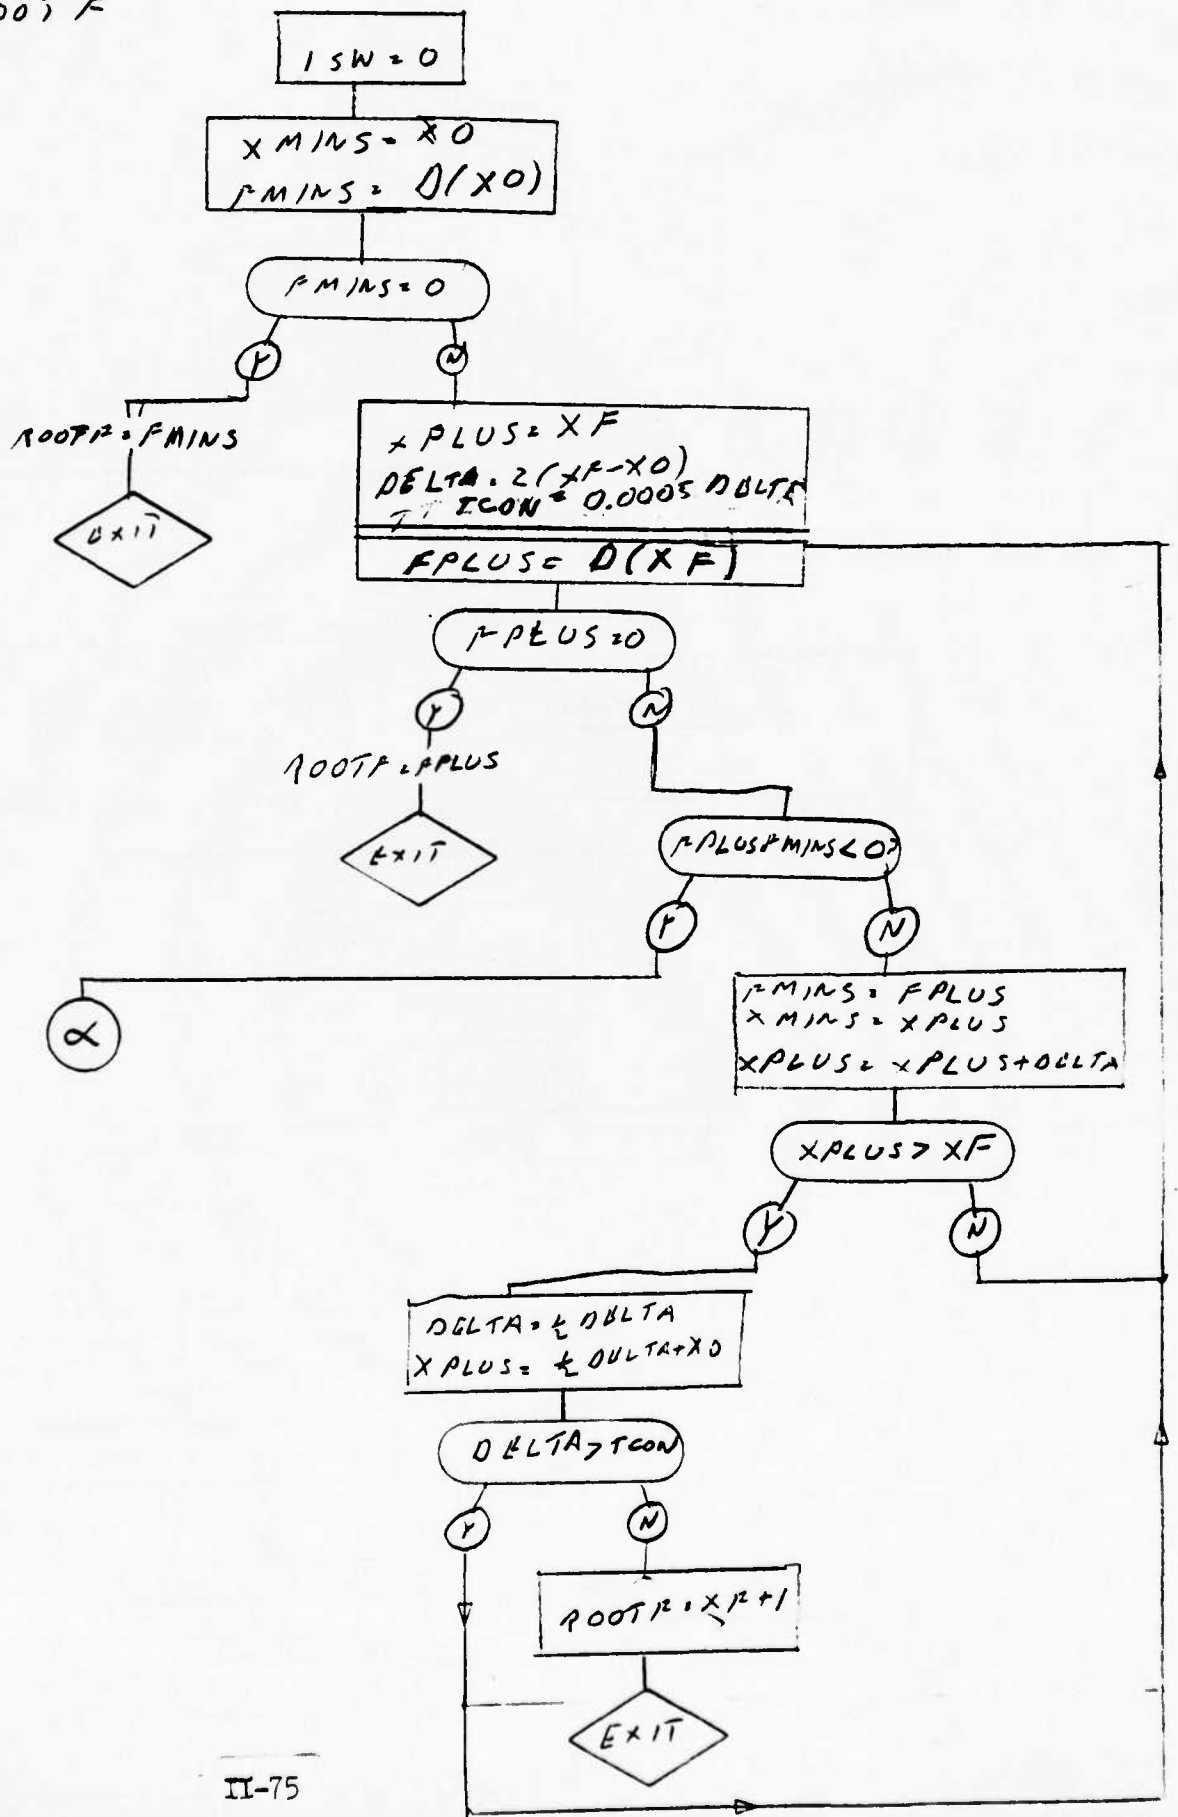 ISW = 0
XMINS = X0
FMINS = D(X0)
FMINS = 0
Y
N
ROOTF = FMINS
EXIT
XPLUS = XF
DELTA = 2(XF-X0)
TCON = 0.0005 DELTA
FPLUS = D(XF)
FPLUS = 0
Y
N
ROOTF = FPLUS
EXIT
FPLUS*FMINS<0?
Y
N
α
FMINS = FPLUS
XMINS = XPLUS
XPLUS = XPLUS+DELTA
XPLUS > XF
Y
N
DELTA = ½ DELTA
XPLUS = ½ DELTA+X0
DELTA > TCON
Y
N
ROOTF = XF+1
EXIT
II-75